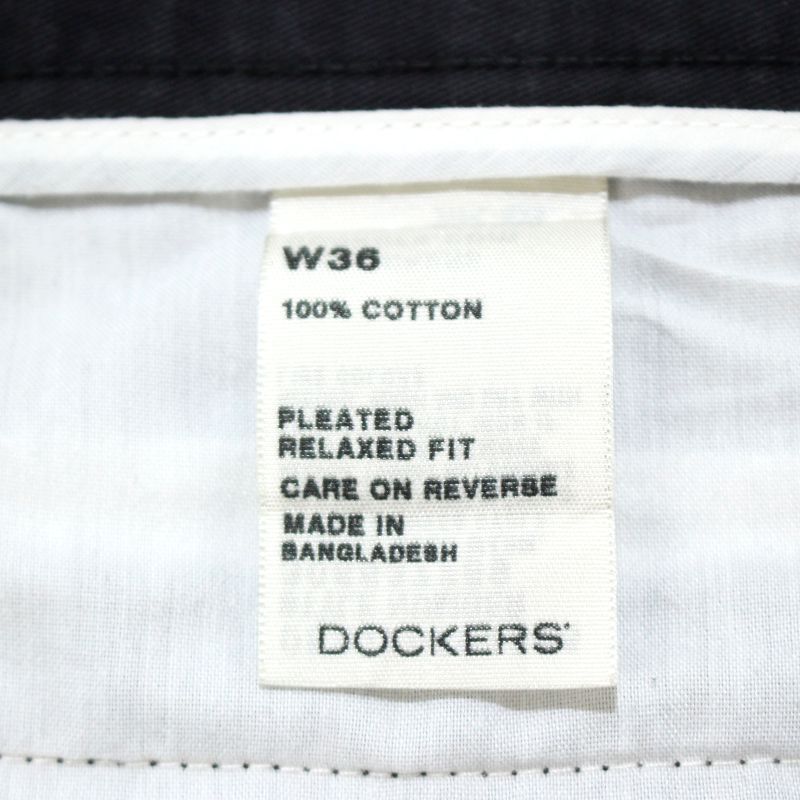 W36
100% COTTON
PLEATED
RELAXED FIT
CARE ON REVERSE
MADE IN
BANGLADESH
DOCKERS®